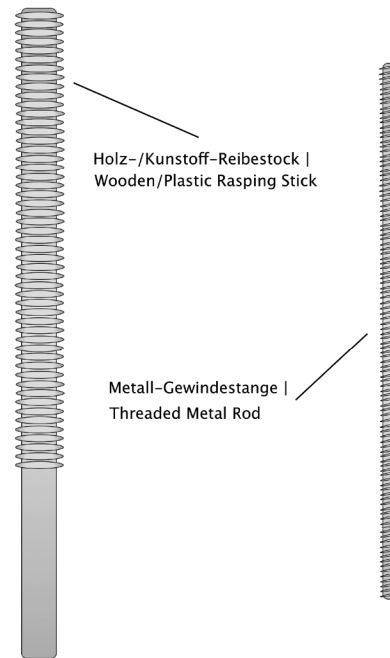 Holz-/Kunstoff-Reibestock |
Wooden/Plastic Rasping Stick
Metall-Gewindestange |
Threaded Metal Rod